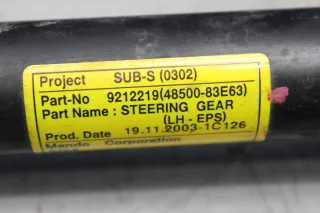 Project SUB-S (0302)
Part-No 9212219(48500-83E63)
Part Name : STEERING GEAR
(LH - EPS)
Prod. Date 19.11.2003-1C126
Mando Corporation